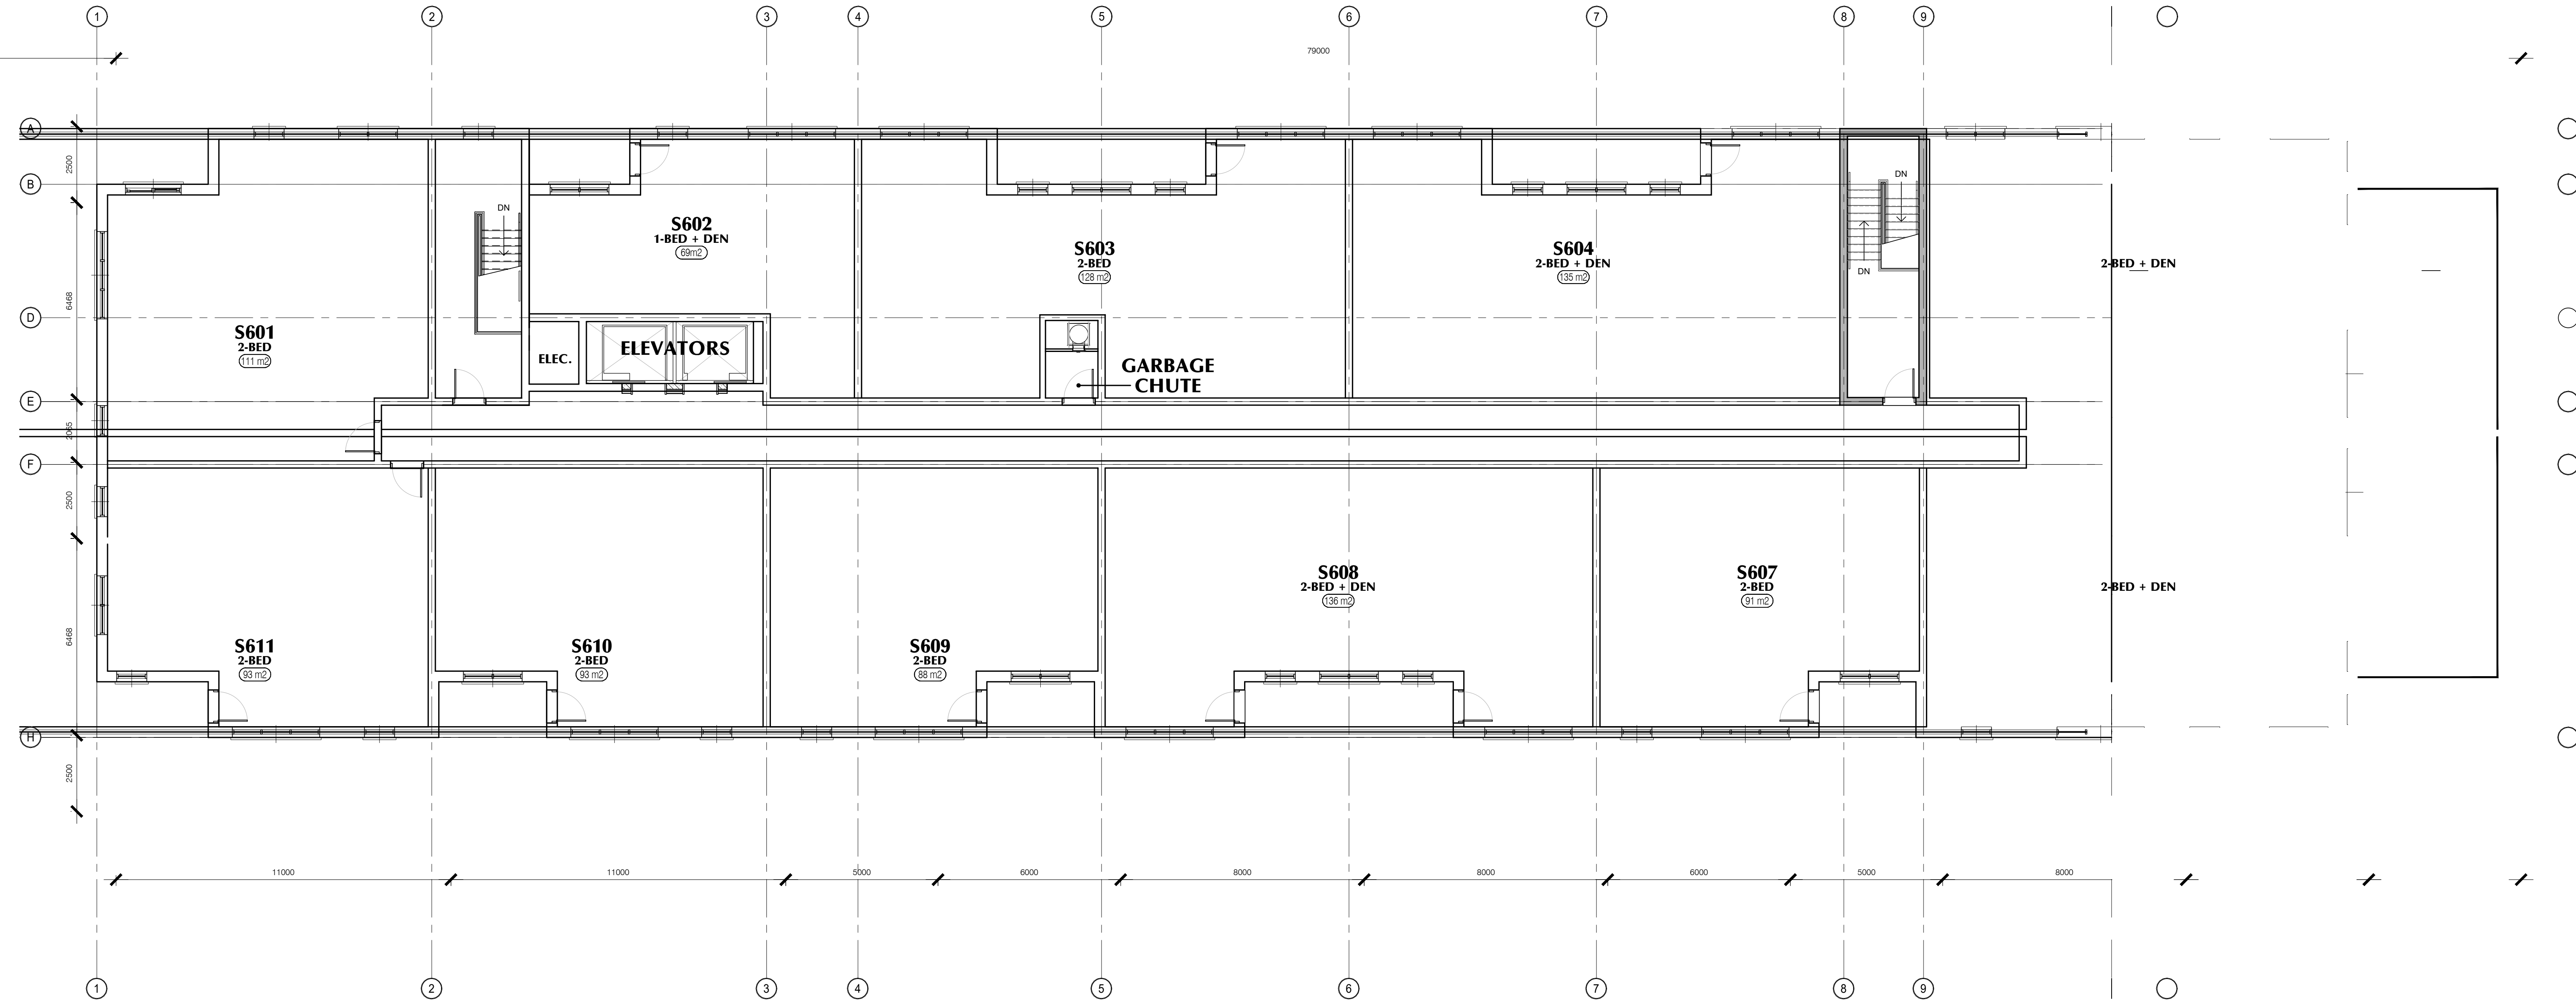 1 2 3 4 5 6 7 8 9
79000
A
2500
B
DN
DN
S602
1-BED + DEN
69m2
S603
2-BED
128 m2
S604
2-BED + DEN
135 m2
DN
2-BED + DEN
6468
D
S601
2-BED
111 m2
ELEC.
ELEVATORS
GARBAGE
CHUTE
E
2065
F
2500
S608
2-BED + DEN
136 m2
S607
2-BED
91 m2
2-BED + DEN
6468
S611
2-BED
93 m2
S610
2-BED
93 m2
S609
2-BED
88 m2
H
2500
11000 11000 5000 6000 8000 8000 6000 5000 8000
1 2 3 4 5 6 7 8 9